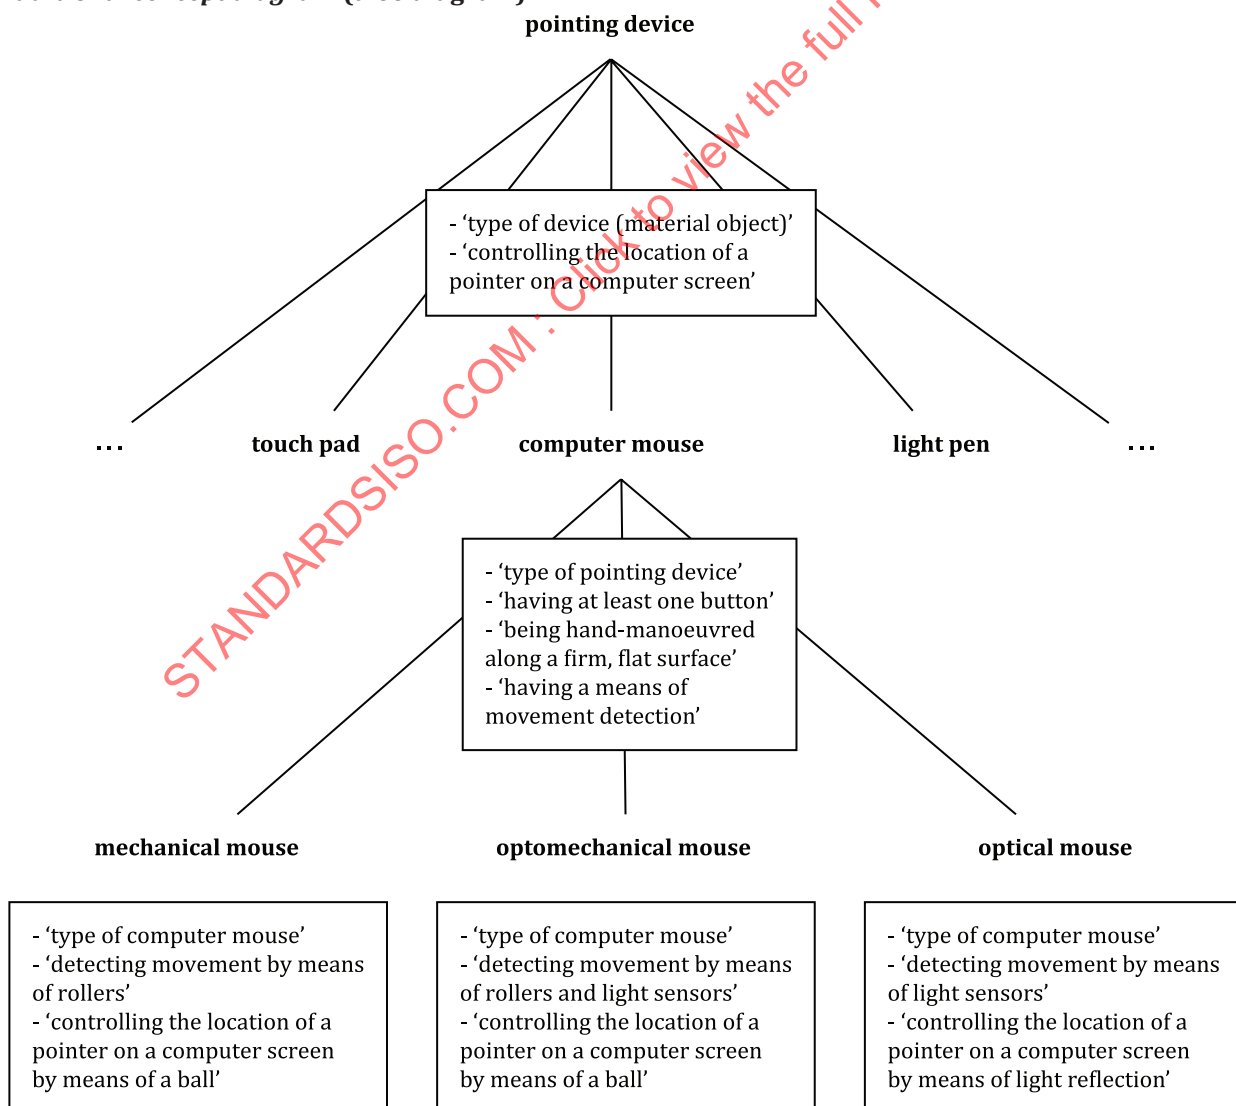 pointing device
- ‘type of device (material object)’
- ‘controlling the location of a
pointer on a computer screen’
... touch pad computer mouse light pen ...
- ‘type of pointing device’
- ‘having at least one button’
- ‘being hand-manoeuvred
along a firm, flat surface’
- ‘having a means of
movement detection’
mechanical mouse optomechanical mouse optical mouse
- ‘type of computer mouse’
- ‘detecting movement by means
of rollers’
- ‘controlling the location of a
pointer on a computer screen
by means of a ball’
- ‘type of computer mouse’
- ‘detecting movement by means
of rollers and light sensors’
- ‘controlling the location of a
pointer on a computer screen
by means of a ball’
- ‘type of computer mouse’
- ‘detecting movement by means
of light sensors’
- ‘controlling the location of a
pointer on a computer screen
by means of light reflection’
STANDARDSISO.COM : Click to view the full